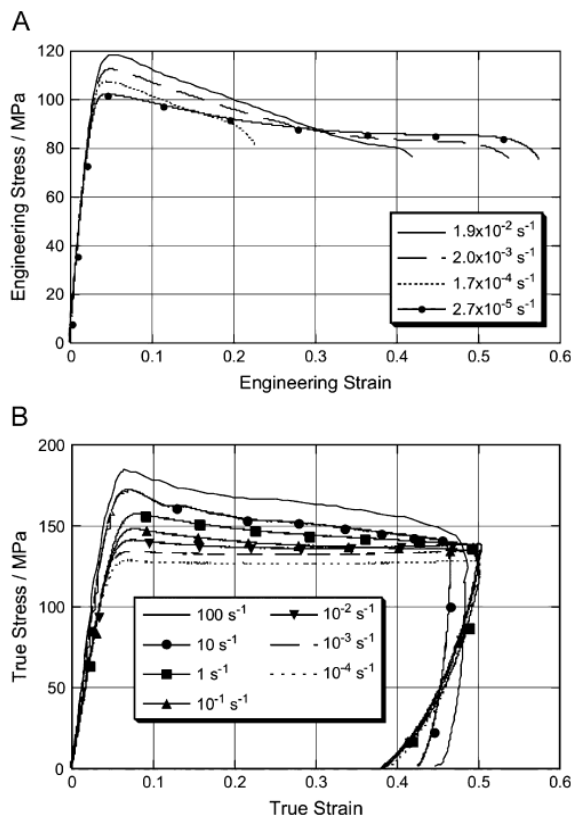 A
120
100
80
60
40
20
0
Engineering Stress / MPa
1.9x10⁻² s⁻¹
2.0x10⁻³ s⁻¹
1.7x10⁻⁴ s⁻¹
2.7x10⁻⁵ s⁻¹
0 0.1 0.2 0.3 0.4 0.5 0.6
Engineering Strain
B
200
150
100
50
0
True Stress / MPa
100 s⁻¹ 10⁻² s⁻¹
10 s⁻¹ 10⁻³ s⁻¹
1 s⁻¹ 10⁻⁴ s⁻¹
10⁻¹ s⁻¹
0 0.1 0.2 0.3 0.4 0.5 0.6
True Strain